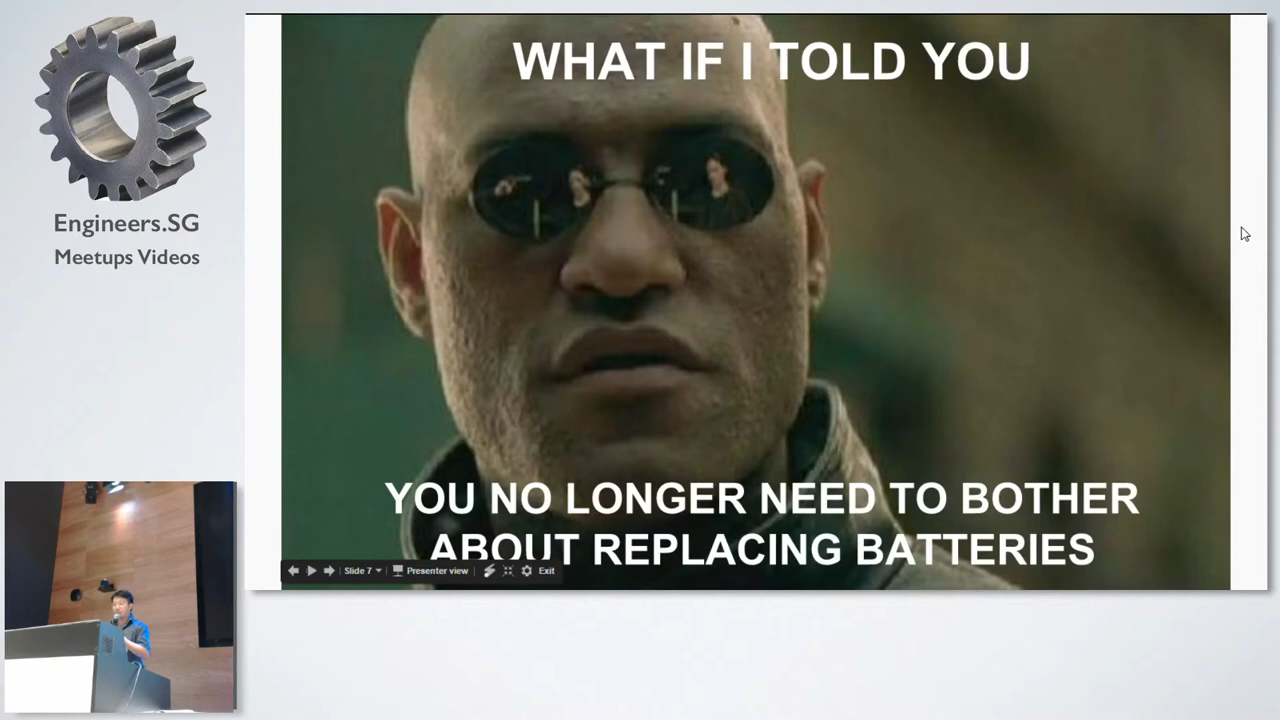 Engineers.SG
Meetups Videos
WHAT IF I TOLD YOU
YOU NO LONGER NEED TO BOTHER
ABOUT REPLACING BATTERIES
Slide 7
Presenter view
Exit